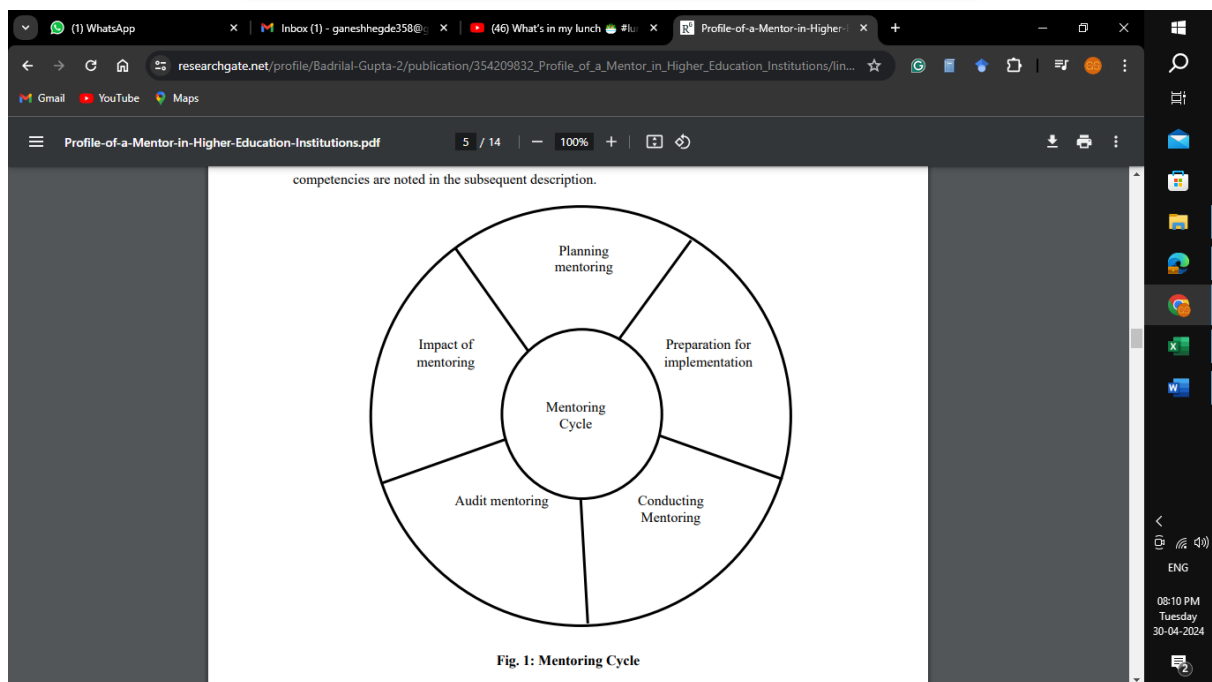 (1) WhatsApp
Inbox (1) - ganeshhegde358@g
(46) What's in my lunch 🥗 #lu
Profile-of-a-Mentor-in-Higher-
researchgate.net/profile/Badrilal-Gupta-2/publication/354209832_Profile_of_a_Mentor_in_Higher_Education_Institutions/lin...
Gmail YouTube Maps
Profile-of-a-Mentor-in-Higher-Education-Institutions.pdf 5 / 14 100%
competencies are noted in the subsequent description.
Planning
mentoring
Impact of
mentoring
Preparation for
implementation
Mentoring
Cycle
Audit mentoring
Conducting
Mentoring
Fig. 1: Mentoring Cycle
ENG
08:10 PM
Tuesday
30-04-2024
2